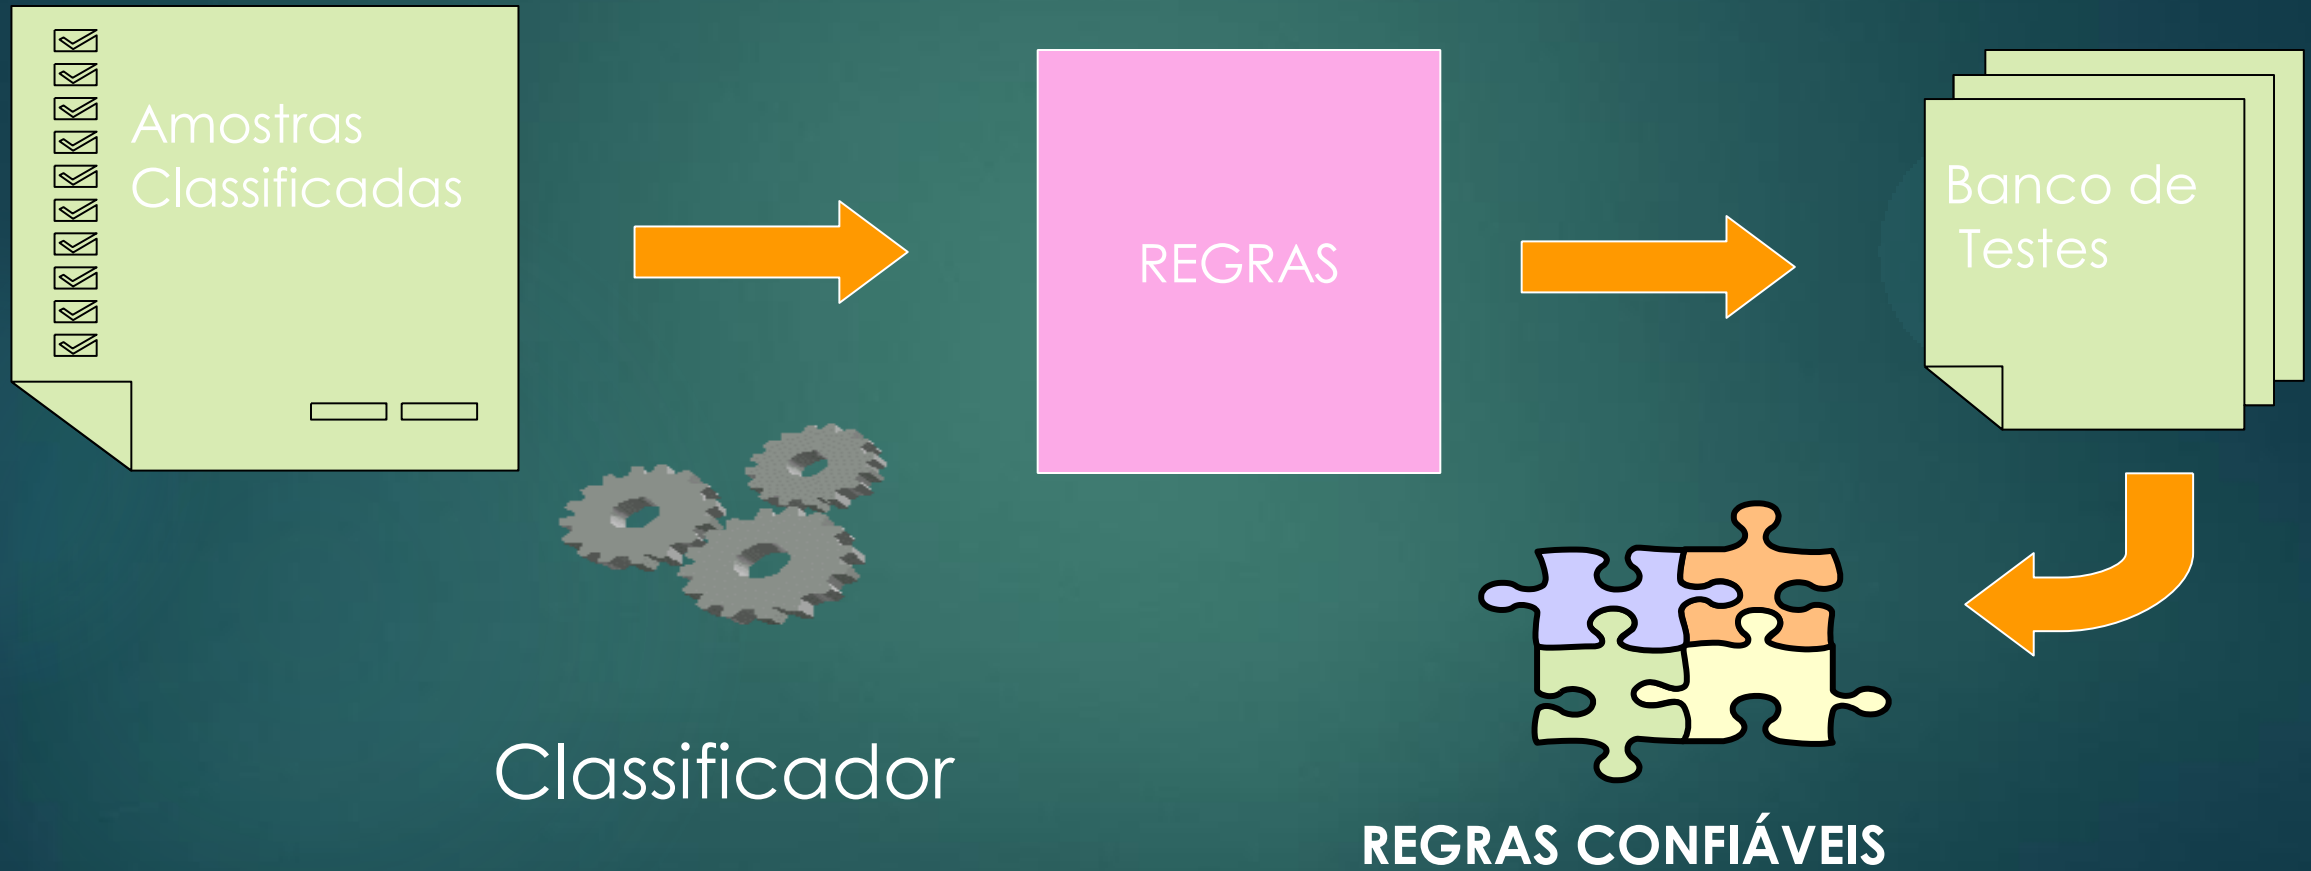 Amostras
Classificadas
REGRAS
Banco de
Testes
Classificador
REGRAS CONFIÁVEIS